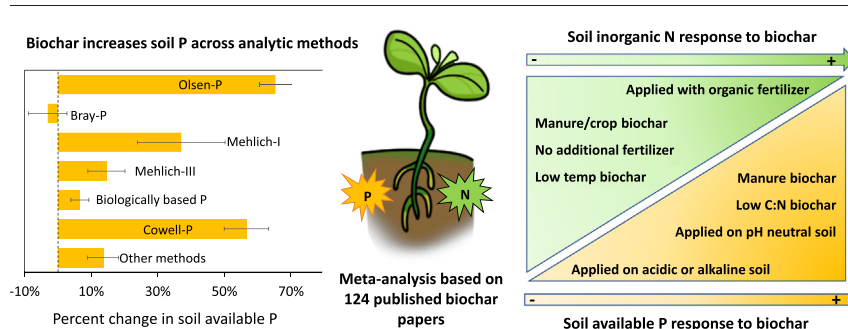 Biochar increases soil P across analytic methods
Olsen-P
Bray-P
Mehlich-I
Mehlich-III
Biologically based P
Cowell-P
Other methods
-10% 10% 30% 50% 70%
Percent change in soil available P
P
N
Meta-analysis based on
124 published biochar
papers
Soil inorganic N response to biochar
- +
Applied with organic fertilizer
Manure/crop biochar
No additional fertilizer
Low temp biochar
Manure biochar
Low C:N biochar
Applied on pH neutral soil
Applied on acidic or alkaline soil
- +
Soil available P response to biochar